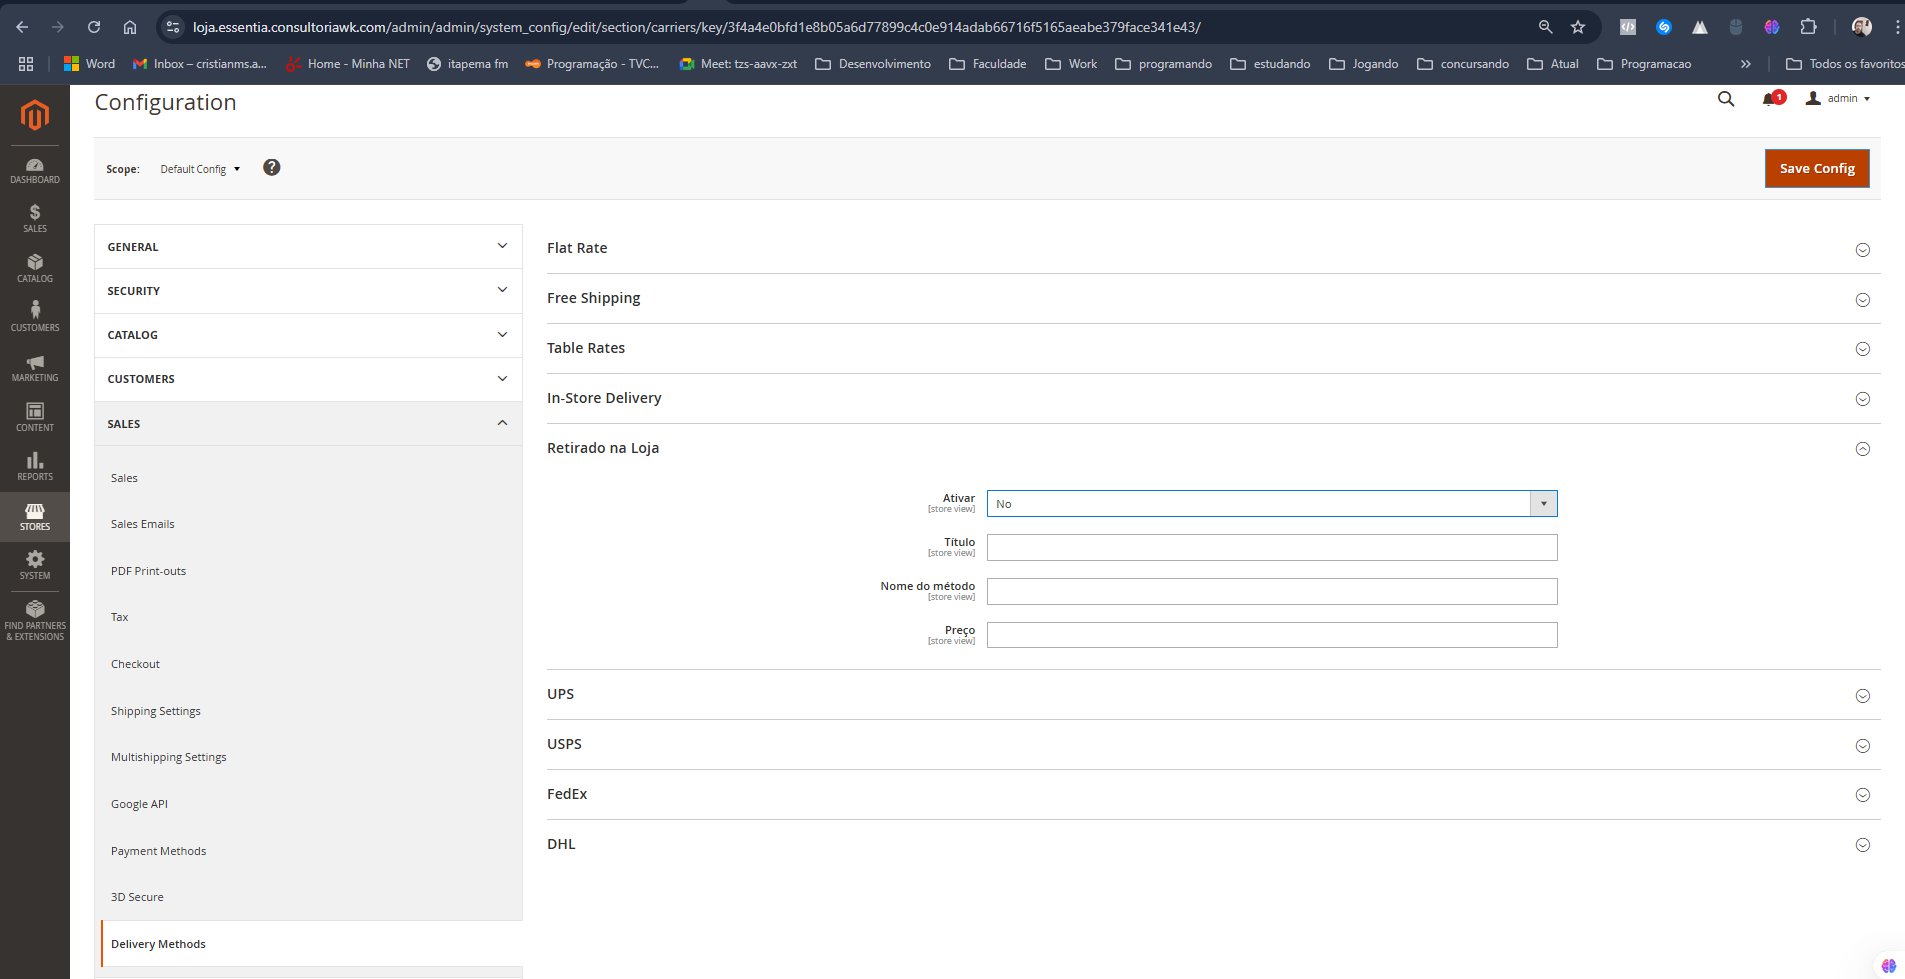 loja.essentia.consultoriawk.com/admin/admin/system_config/edit/section/carriers/key/3f4a4e0bfd1e8b05a6d77899c4c0e914adab66716f5165aeabe379face341e43/
Word
Inbox – cristianms.a...
Home - Minha NET
itapema fm
Programação - TVC...
Meet: tzs-aavx-zxt
Desenvolvimento
Faculdade
Work
programando
estudando
Jogando
concursando
Atual
Programacao
»
Todos os favoritos
Configuration
1
admin
Scope:
Default Config
?
Save Config
DASHBOARD
SALES
CATALOG
CUSTOMERS
MARKETING
CONTENT
REPORTS
STORES
SYSTEM
FIND PARTNERS
& EXTENSIONS
GENERAL
SECURITY
CATALOG
CUSTOMERS
SALES
Sales
Sales Emails
PDF Print-outs
Tax
Checkout
Shipping Settings
Multishipping Settings
Google API
Payment Methods
3D Secure
Delivery Methods
Flat Rate
Free Shipping
Table Rates
In-Store Delivery
Retirado na Loja
Ativar
[store view]
No
Título
[store view]
Nome do método
[store view]
Preço
[store view]
UPS
USPS
FedEx
DHL